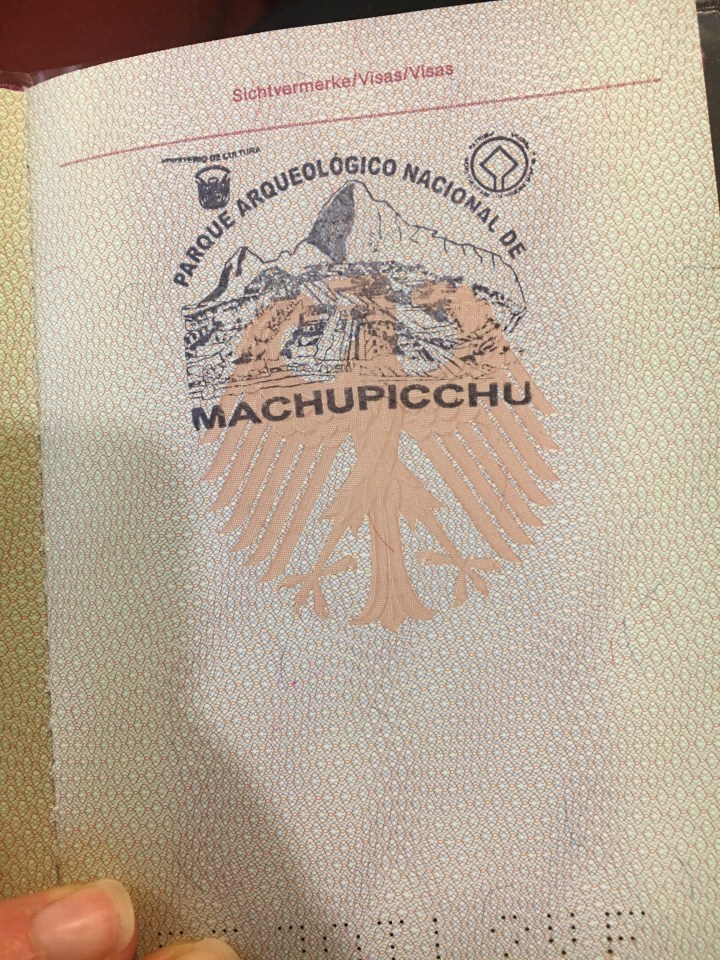 Sichtvermerke/Visas/Visas
MINISTERIO DE CULTURA
PARQUE ARQUEOLÓGICO NACIONAL DE
MACHUPICCHU